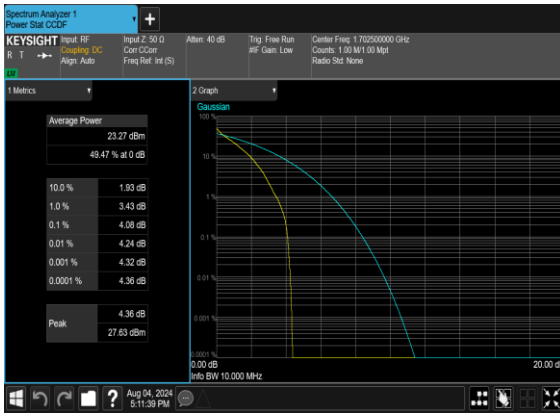 Spectrum Analyzer 1
Power Stat CCDF
KEYSIGHT
R T
LXI
Input: RF
Coupling: DC
Align: Auto
Input Z: 50 Ω
Corr CCorr
Freq Ref: Int (S)
Atten: 40 dB
Trig: Free Run
#IF Gain: Low
Center Freq: 1.702500000 GHz
Counts: 1.00 M/1.00 Mpt
Radio Std: None
1 Metrics
Average Power
23.27 dBm
49.47 % at 0 dB
10.0 % 1.93 dB
1.0 % 3.43 dB
0.1 % 4.08 dB
0.01 % 4.24 dB
0.001 % 4.32 dB
0.0001 % 4.36 dB
Peak 4.36 dB
27.63 dBm
2 Graph
Gaussian
100 %
10 %
1 %
0.1 %
0.01 %
0.001 %
0.0001 %
0.00 dB 20.00 dB
Info BW 10.000 MHz
?
Aug 04, 2024
5:11:39 PM